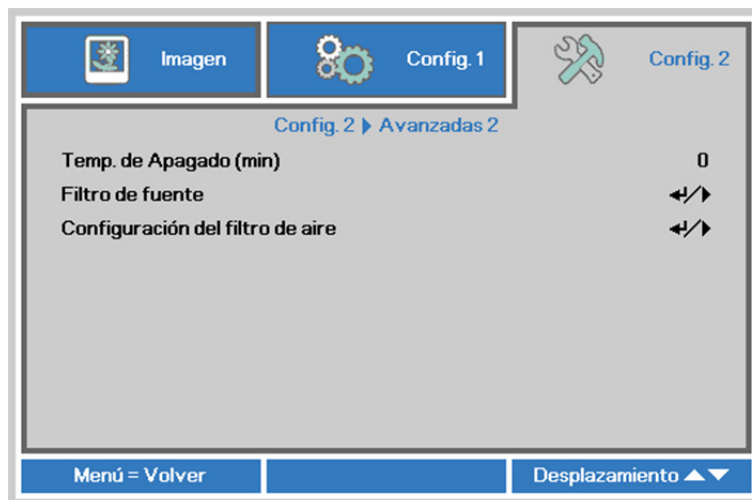 Imagen
Config. 1
Config. 2
Config. 2 ▶ Avanzadas 2
Temp. de Apagado (min) 0
Filtro de fuente ↵/▶
Configuración del filtro de aire ↵/▶
Menú = Volver
Desplazamiento ▲▼